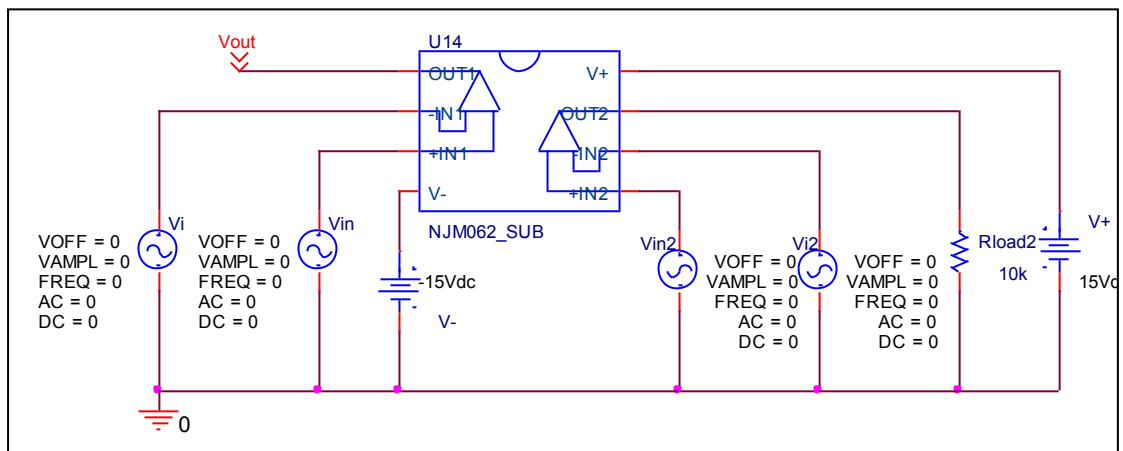 Vout
U14
OUT1
-IN1
+IN1
V-
V+
OUT2
-IN2
+IN2
NJM062_SUB
Vi
VOFF = 0
VAMPL = 0
FREQ = 0
AC = 0
DC = 0
Vin
VOFF = 0
VAMPL = 0
FREQ = 0
AC = 0
DC = 0
-15Vdc
V-
Vin2
VOFF = 0
VAMPL = 0
FREQ = 0
AC = 0
DC = 0
Vi2
VOFF = 0
VAMPL = 0
FREQ = 0
AC = 0
DC = 0
Rload2
10k
V+
15Vd
0